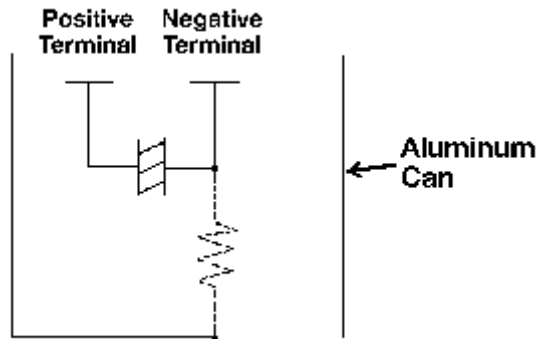 Positive Terminal
Negative Terminal
Aluminum
Can